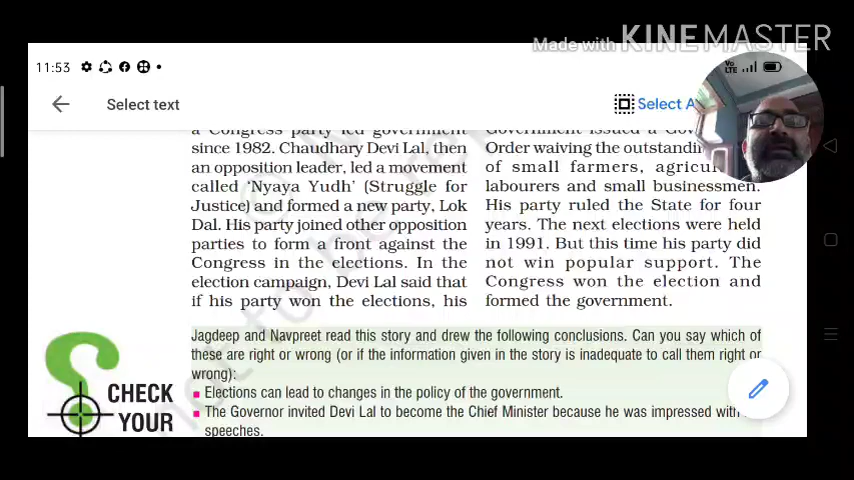 Made with KINEMASTER
11:53
Vo
LTE
Select text
Select A
a Congress party led government
since 1982. Chaudhary Devi Lal, then
an opposition leader, led a movement
called ‘Nyaya Yudh’ (Struggle for
Justice) and formed a new party, Lok
Dal. His party joined other opposition
parties to form a front against the
Congress in the elections. In the
election campaign, Devi Lal said that
if his party won the elections, his
Government issued a
Order waiving the
of small farmers,
labourers and small businessmen.
His party ruled the State for four
years. The next elections were held
in 1991. But this time his party did
not win popular support. The
Congress won the election and
formed the government.
CHECK
YOUR
Jagdeep and Navpreet read this story and drew the following conclusions. Can you say which of
these are right or wrong (or if the information given in the story is inadequate to call them right or
wrong):
Elections can lead to changes in the policy of the government.
The Governor invited Devi Lal to become the Chief Minister because he was impressed with
speeches.